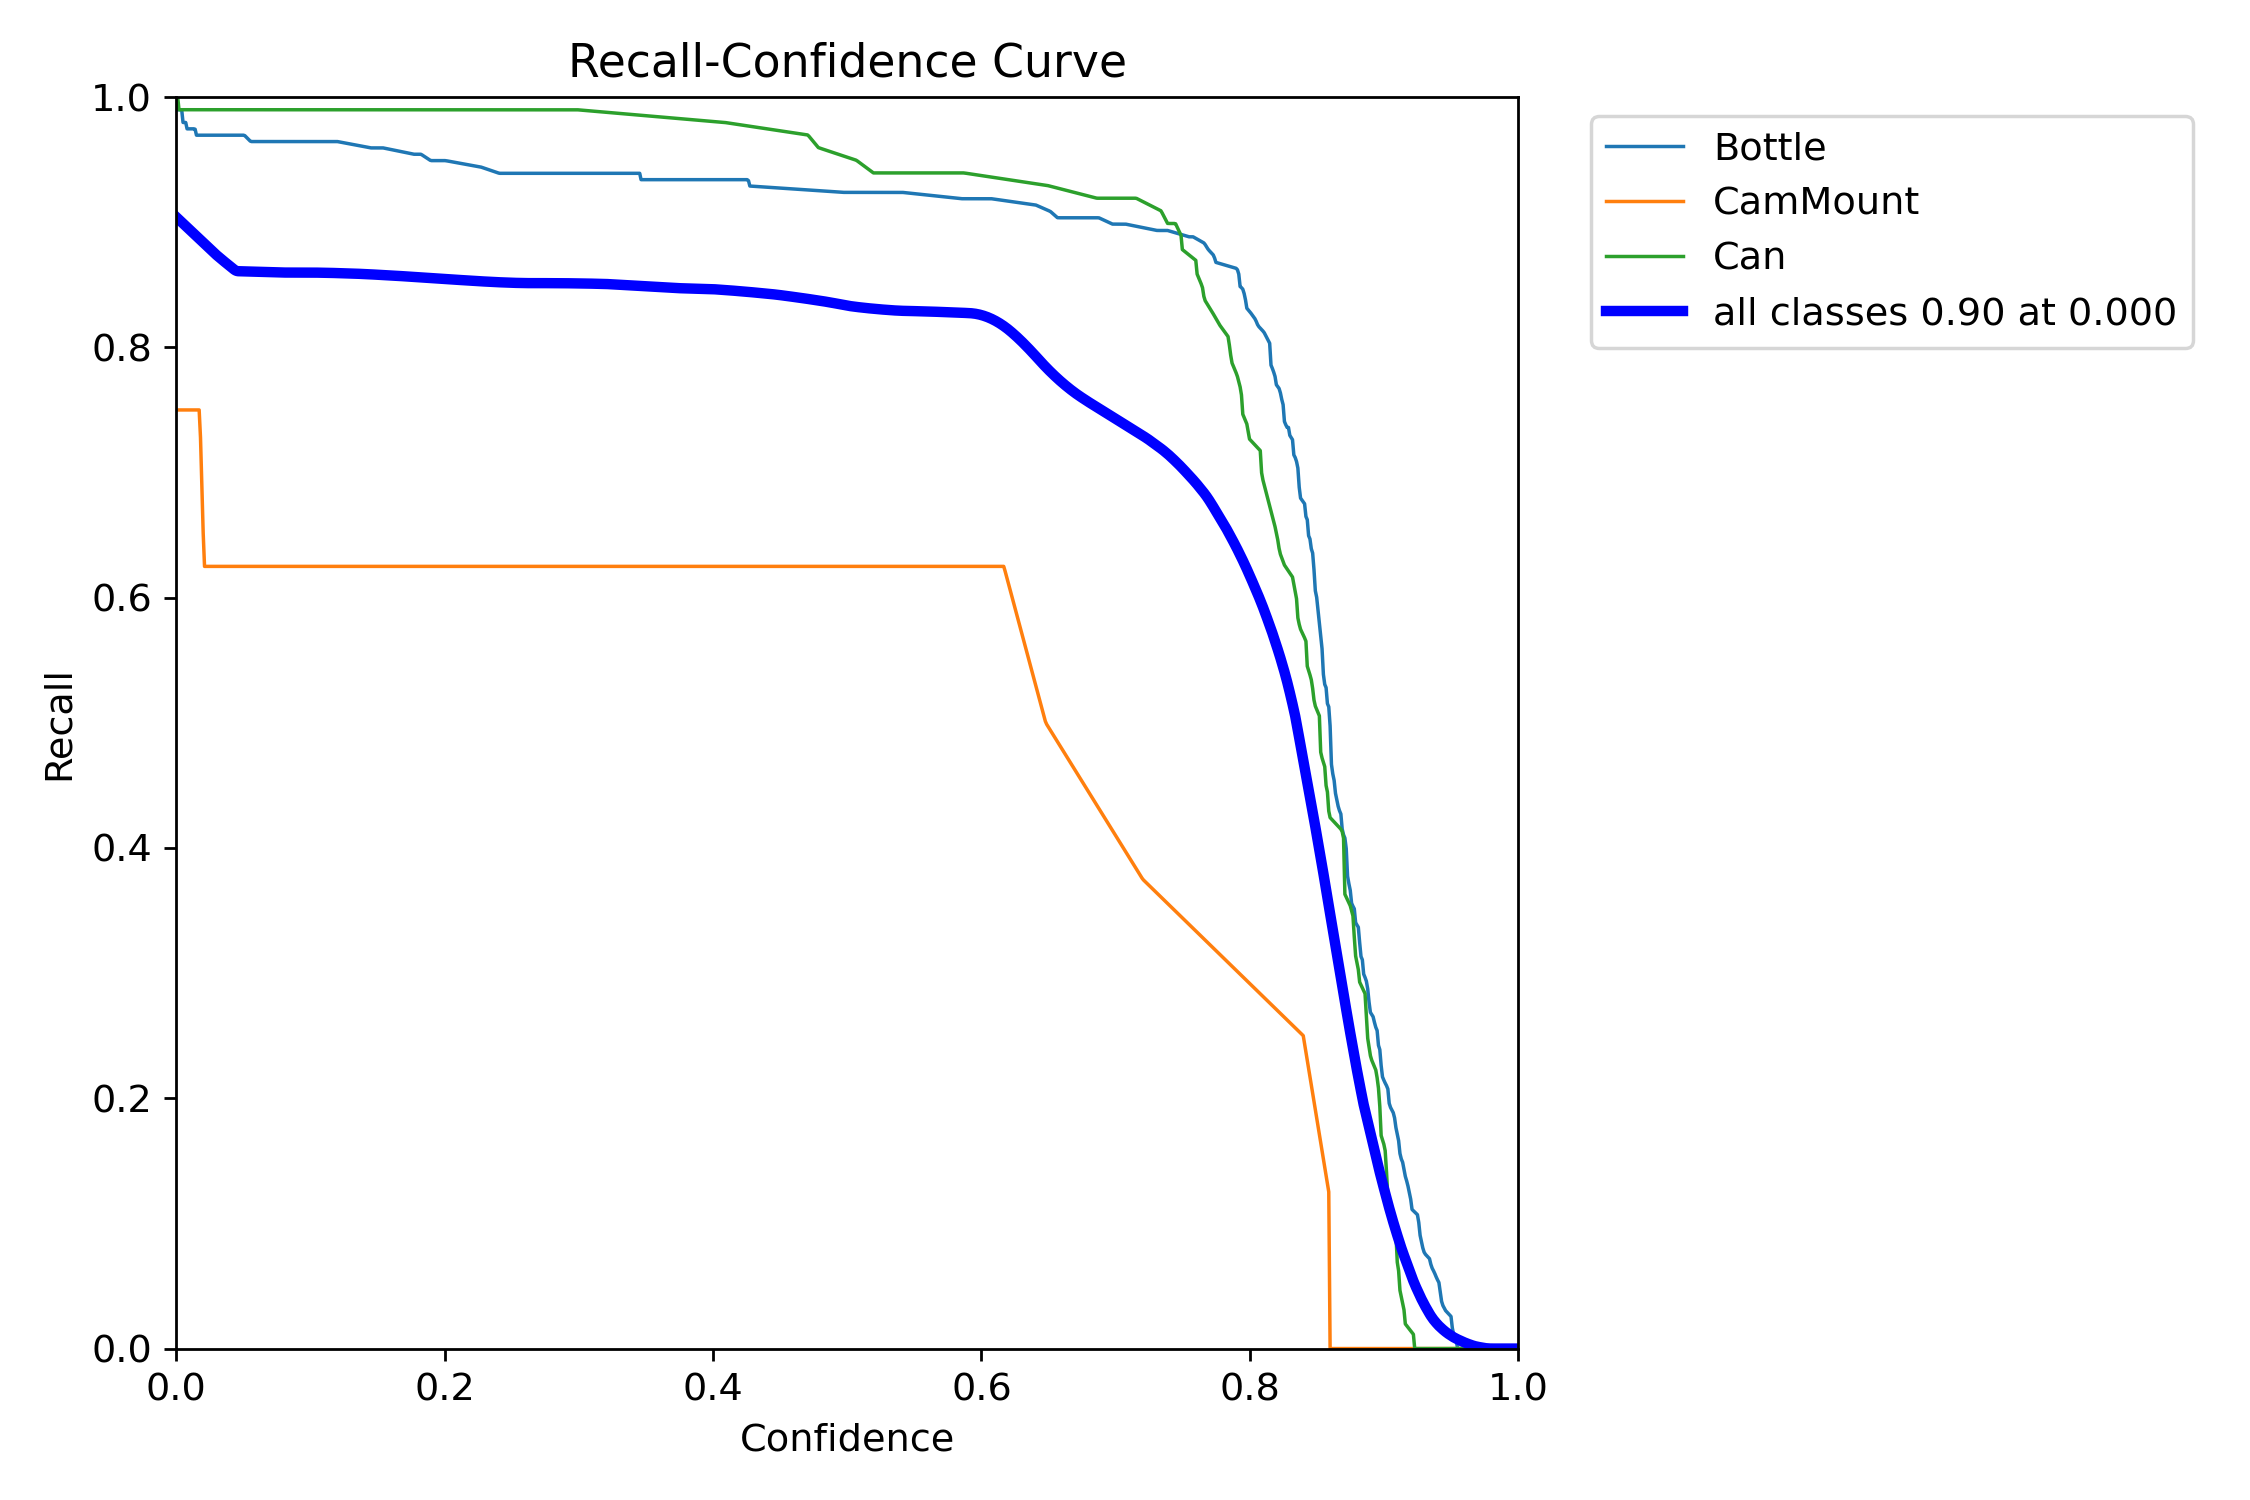 Recall-Confidence Curve
1.0
0.8
0.6
0.4
0.2
0.0
Recall
0.0 0.2 0.4 0.6 0.8 1.0
Confidence
Bottle
CamMount
Can
all classes 0.90 at 0.000